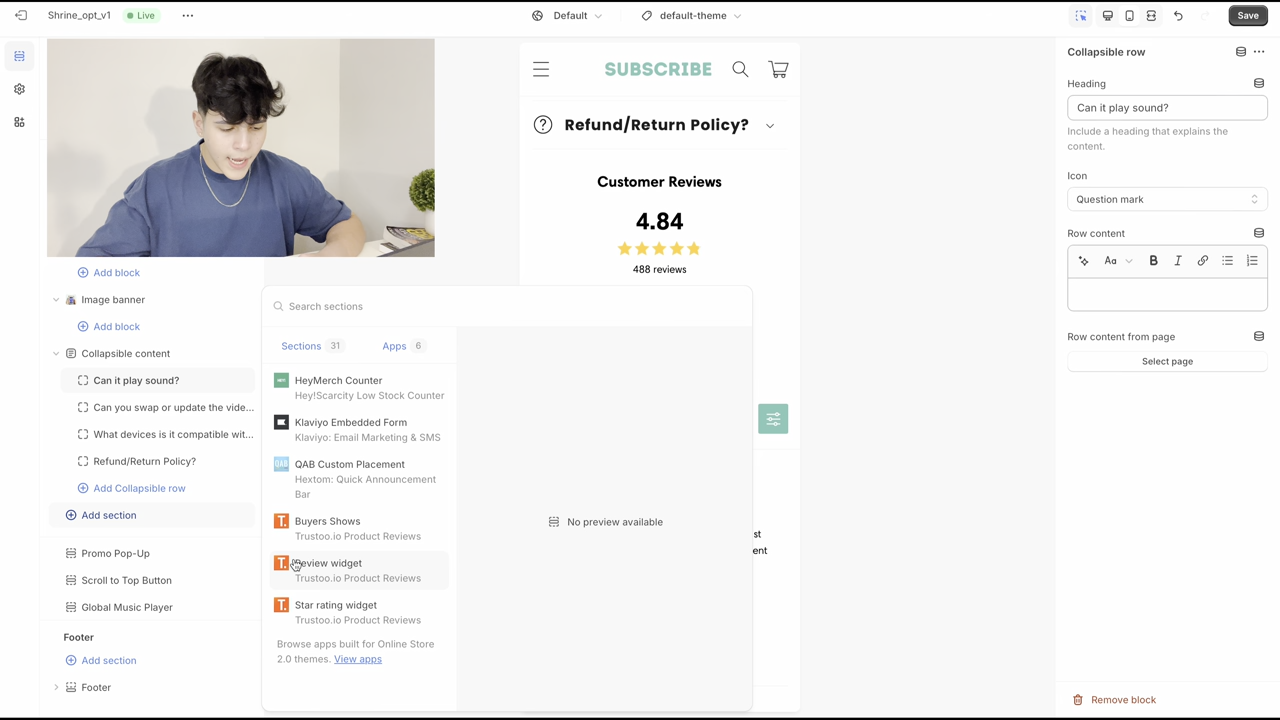 Shrine_opt_v1
Live
Default
default-theme
Save
SUBSCRIBE
Refund/Return Policy?
Customer Reviews
4.84
488 reviews
Add block
Image banner
Add block
Collapsible content
Can it play sound?
Can you swap or update the vide...
What devices is it compatible wit...
Refund/Return Policy?
Add Collapsible row
Add section
Promo Pop-Up
Scroll to Top Button
Global Music Player
Footer
Add section
Footer
Search sections
Sections 31
Apps 6
HeyMerch Counter
Hey!Scarcity Low Stock Counter
Klaviyo Embedded Form
Klaviyo: Email Marketing & SMS
QAB
QAB Custom Placement
Hextom: Quick Announcement
Bar
T.
Buyers Shows
Trustoo.io Product Reviews
T.
Review widget
Trustoo.io Product Reviews
T.
Star rating widget
Trustoo.io Product Reviews
Browse apps built for Online Store
2.0 themes. View apps
No preview available
st
ent
Collapsible row
Heading
Can it play sound?
Include a heading that explains the
content.
Icon
Question mark
Row content
Aa
B
I
Row content from page
Select page
Remove block